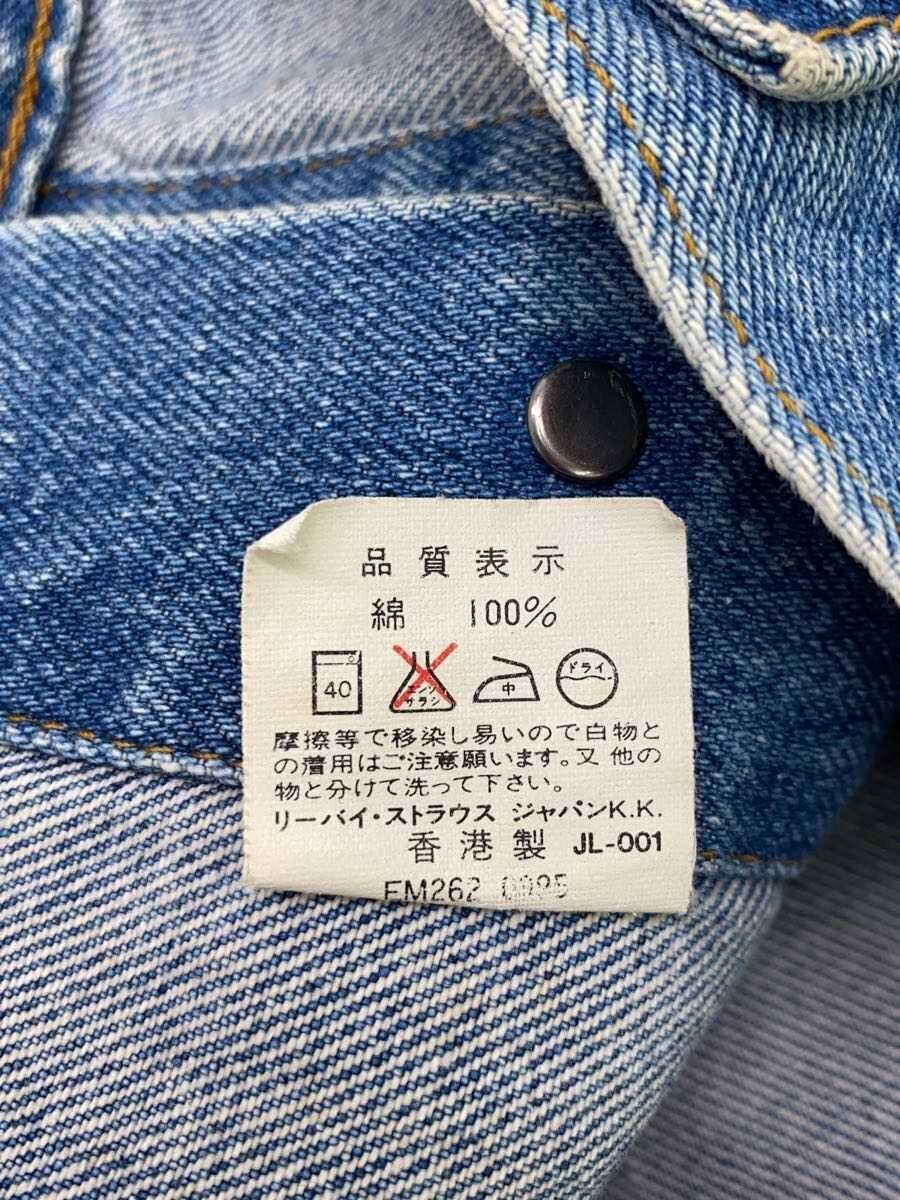 品質表示
綿 100%
40 エンソ サラシ 中 ドライ
摩擦等で移染し易いので白物と
の着用はご注意願います。又他の
物と分けて洗って下さい。
リーバイ・ストラウス ジャパンK.K.
香港製 JL-001
EM262